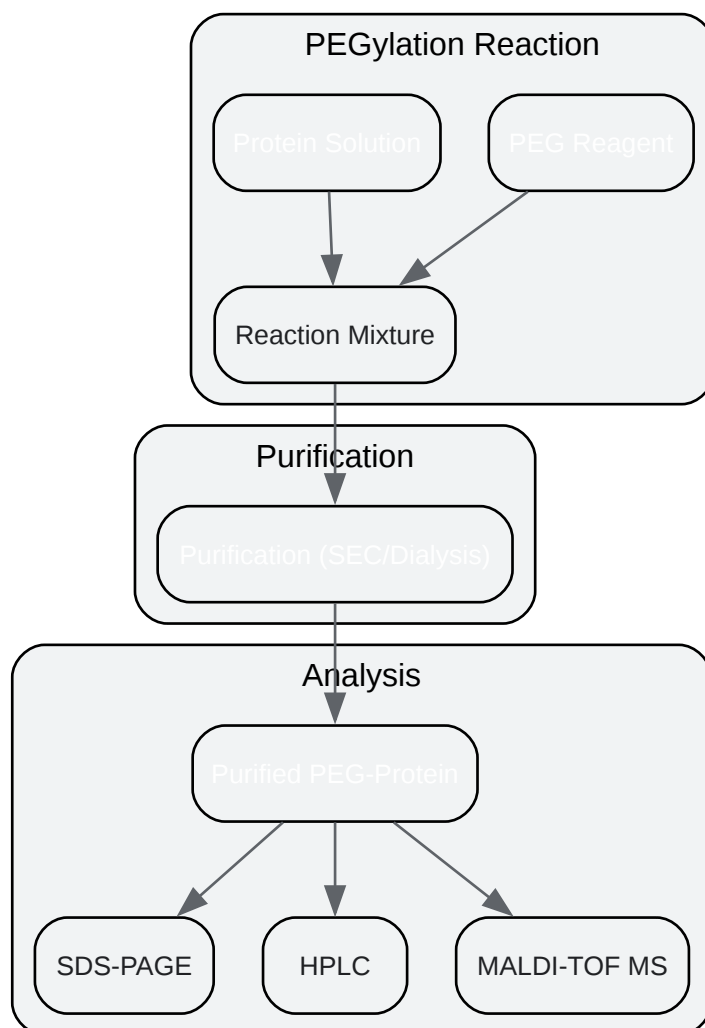 PEGylation Reaction
Protein Solution
PEG Reagent
Reaction Mixture
Purification
Purification (SEC/Dialysis)
Analysis
Purified PEG-Protein
SDS-PAGE
HPLC
MALDI-TOF MS